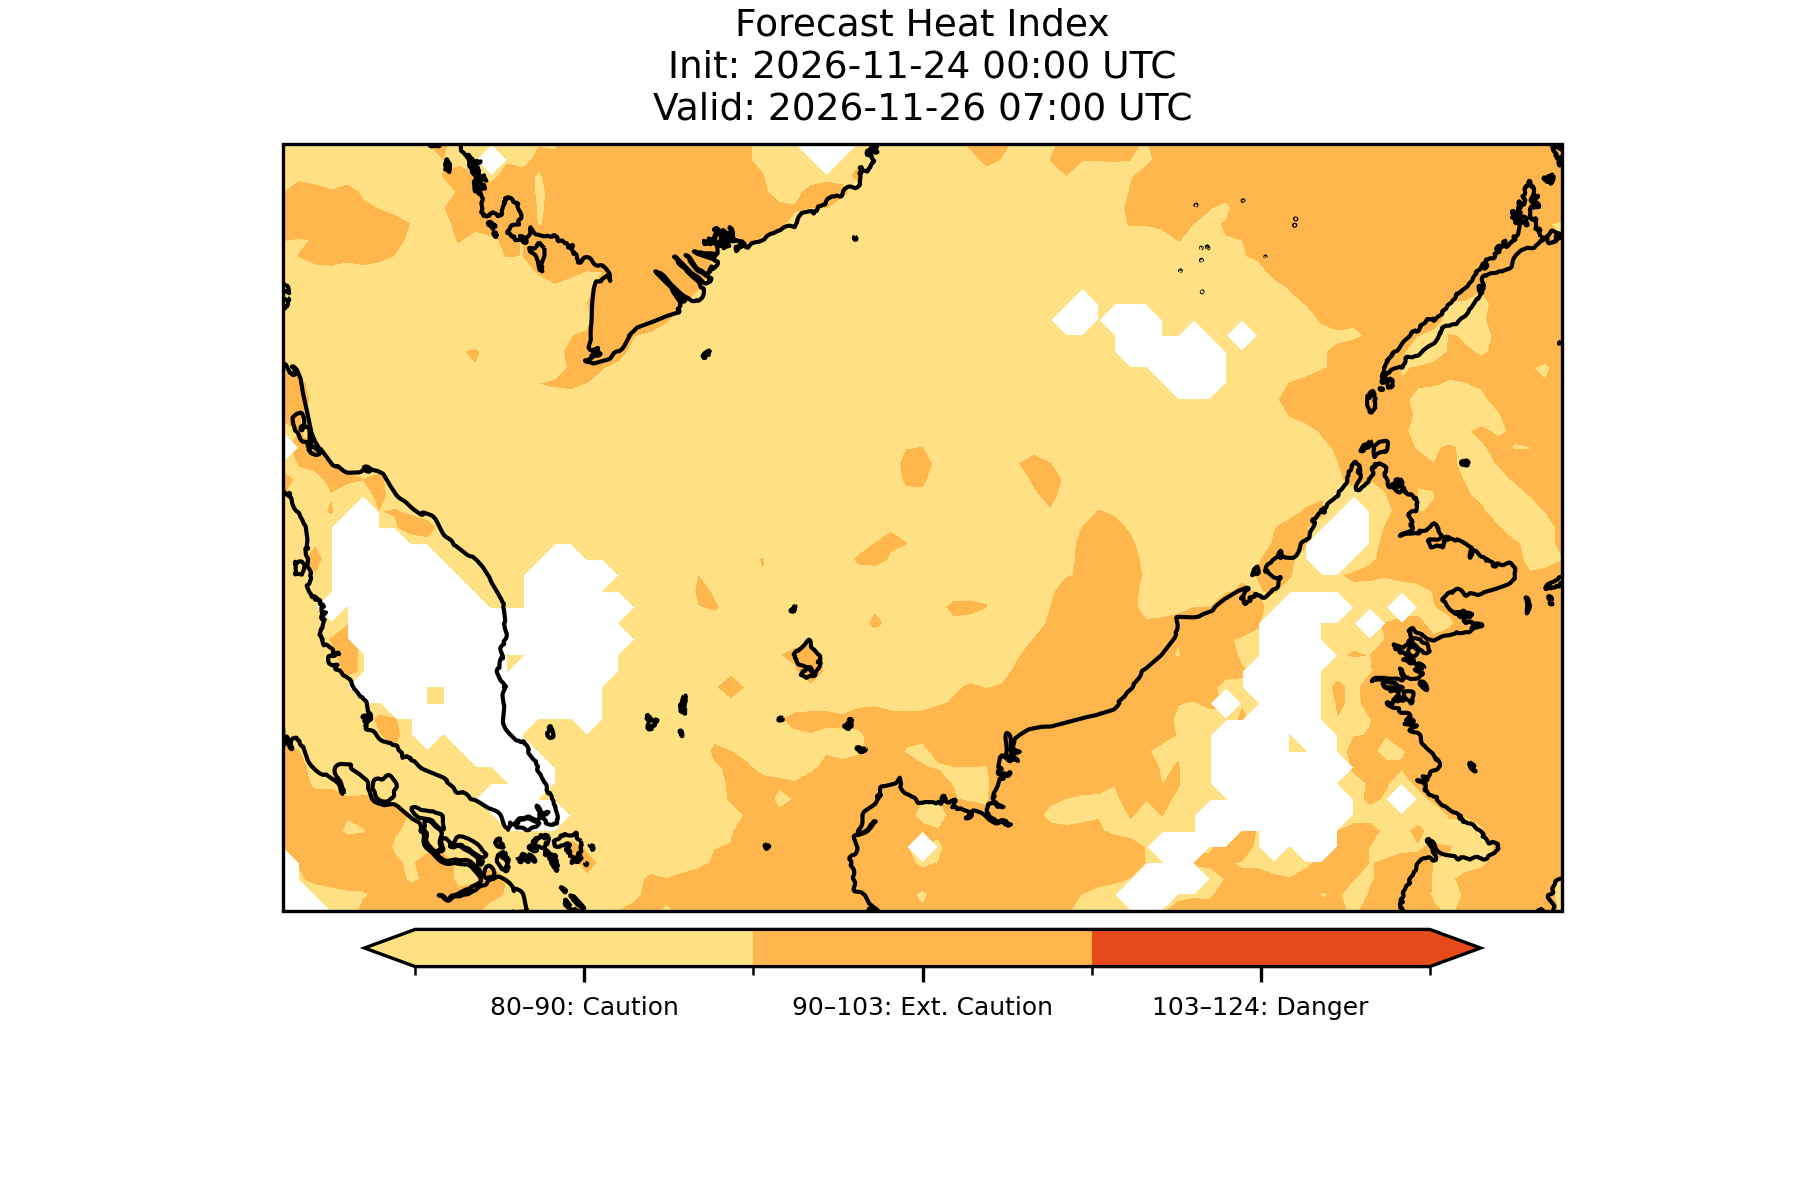 Forecast Heat Index
Init: 2026-11-24 00:00 UTC
Valid: 2026-11-26 07:00 UTC
80–90: Caution
90–103: Ext. Caution
103–124: Danger